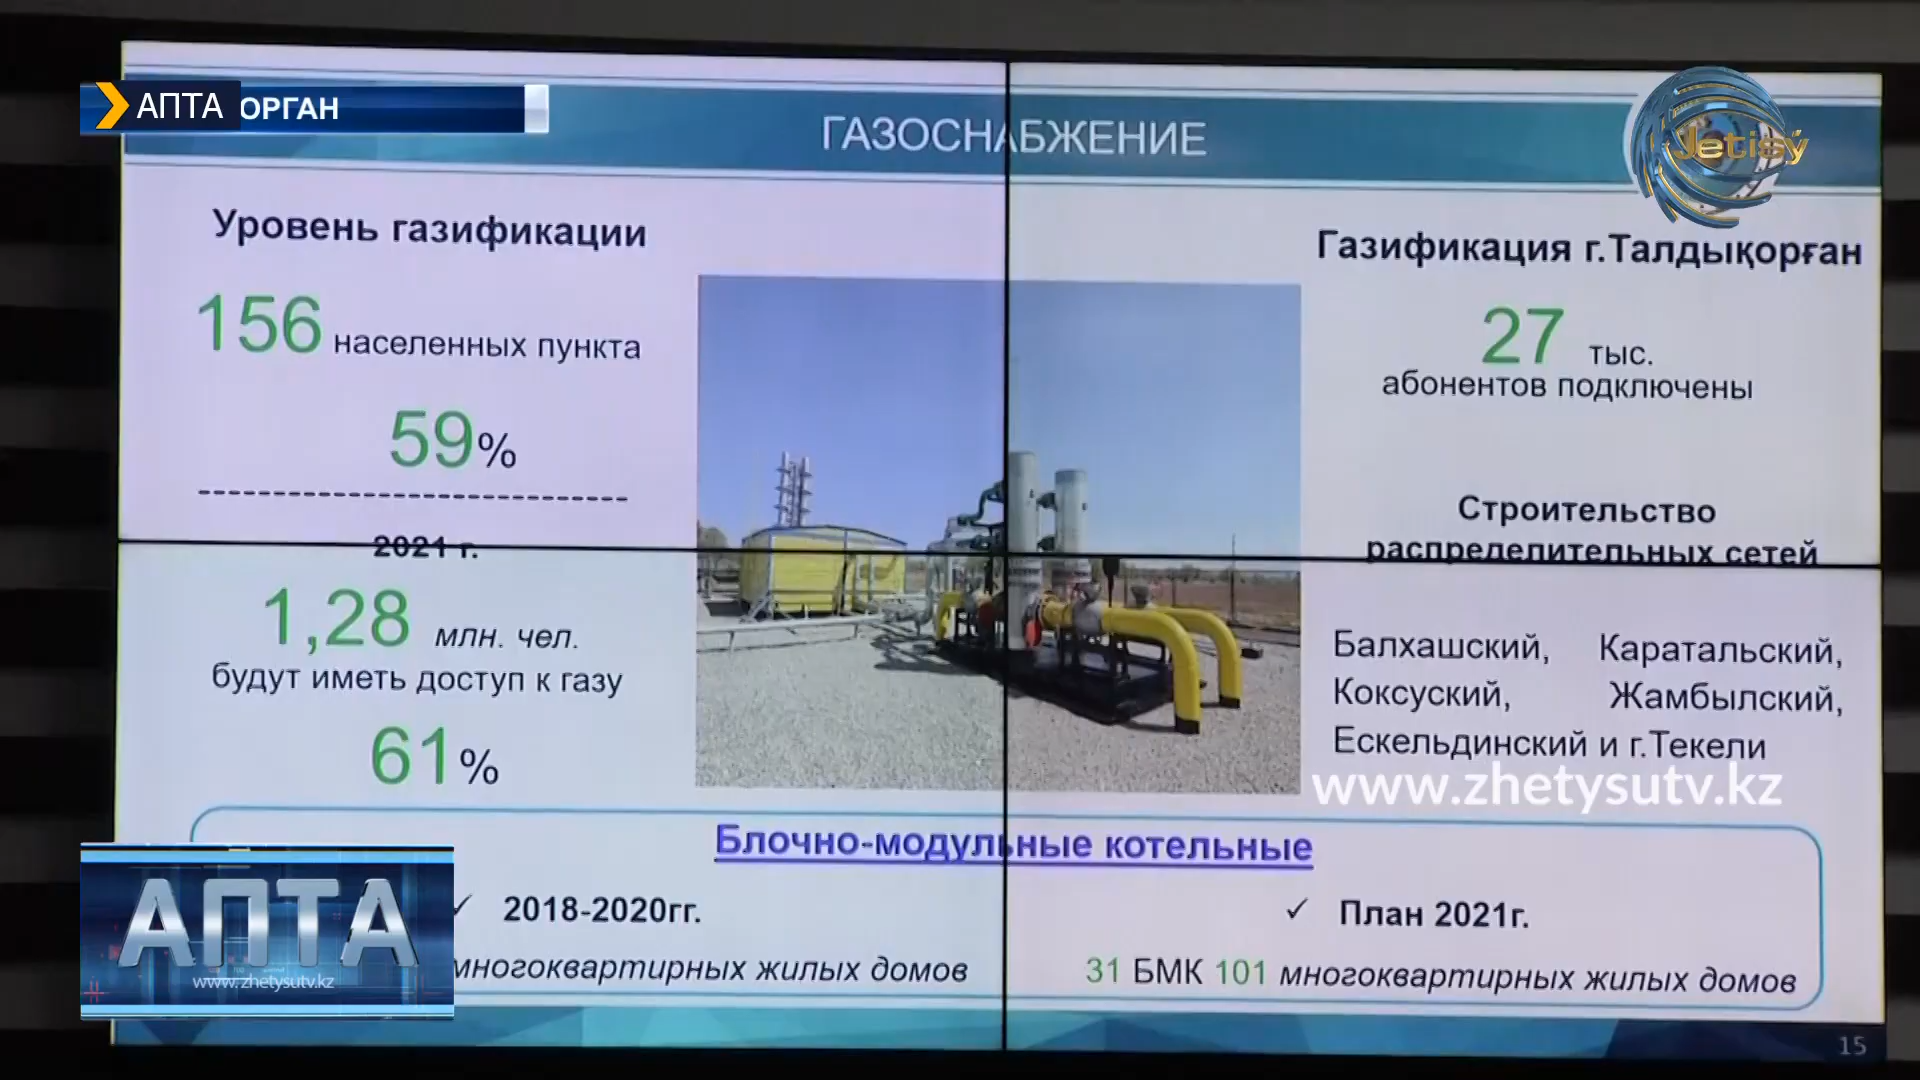 АПТА
ОРГАН
Jetisý
ГАЗОСНАБЖЕНИЕ
Уровень газификации
156 населенных пункта
59%
2021 г.
1,28 млн. чел.
будут иметь доступ к газу
61%
Газификация г.Талдықорған
27 тыс.
абонентов подключены
Строительство
распределительных сетей
Балхашский, Каратальский,
Коксуский, Жамбылский,
Ескельдинский и г.Текели
www.zhetysutv.kz
Блочно-модульные котельные
✓ 2018-2020гг.
многоквартирных жилых домов
✓ План 2021г.
31 БМК 101 многоквартирных жилых домов
АПТА
www.zhetysutv.kz
15